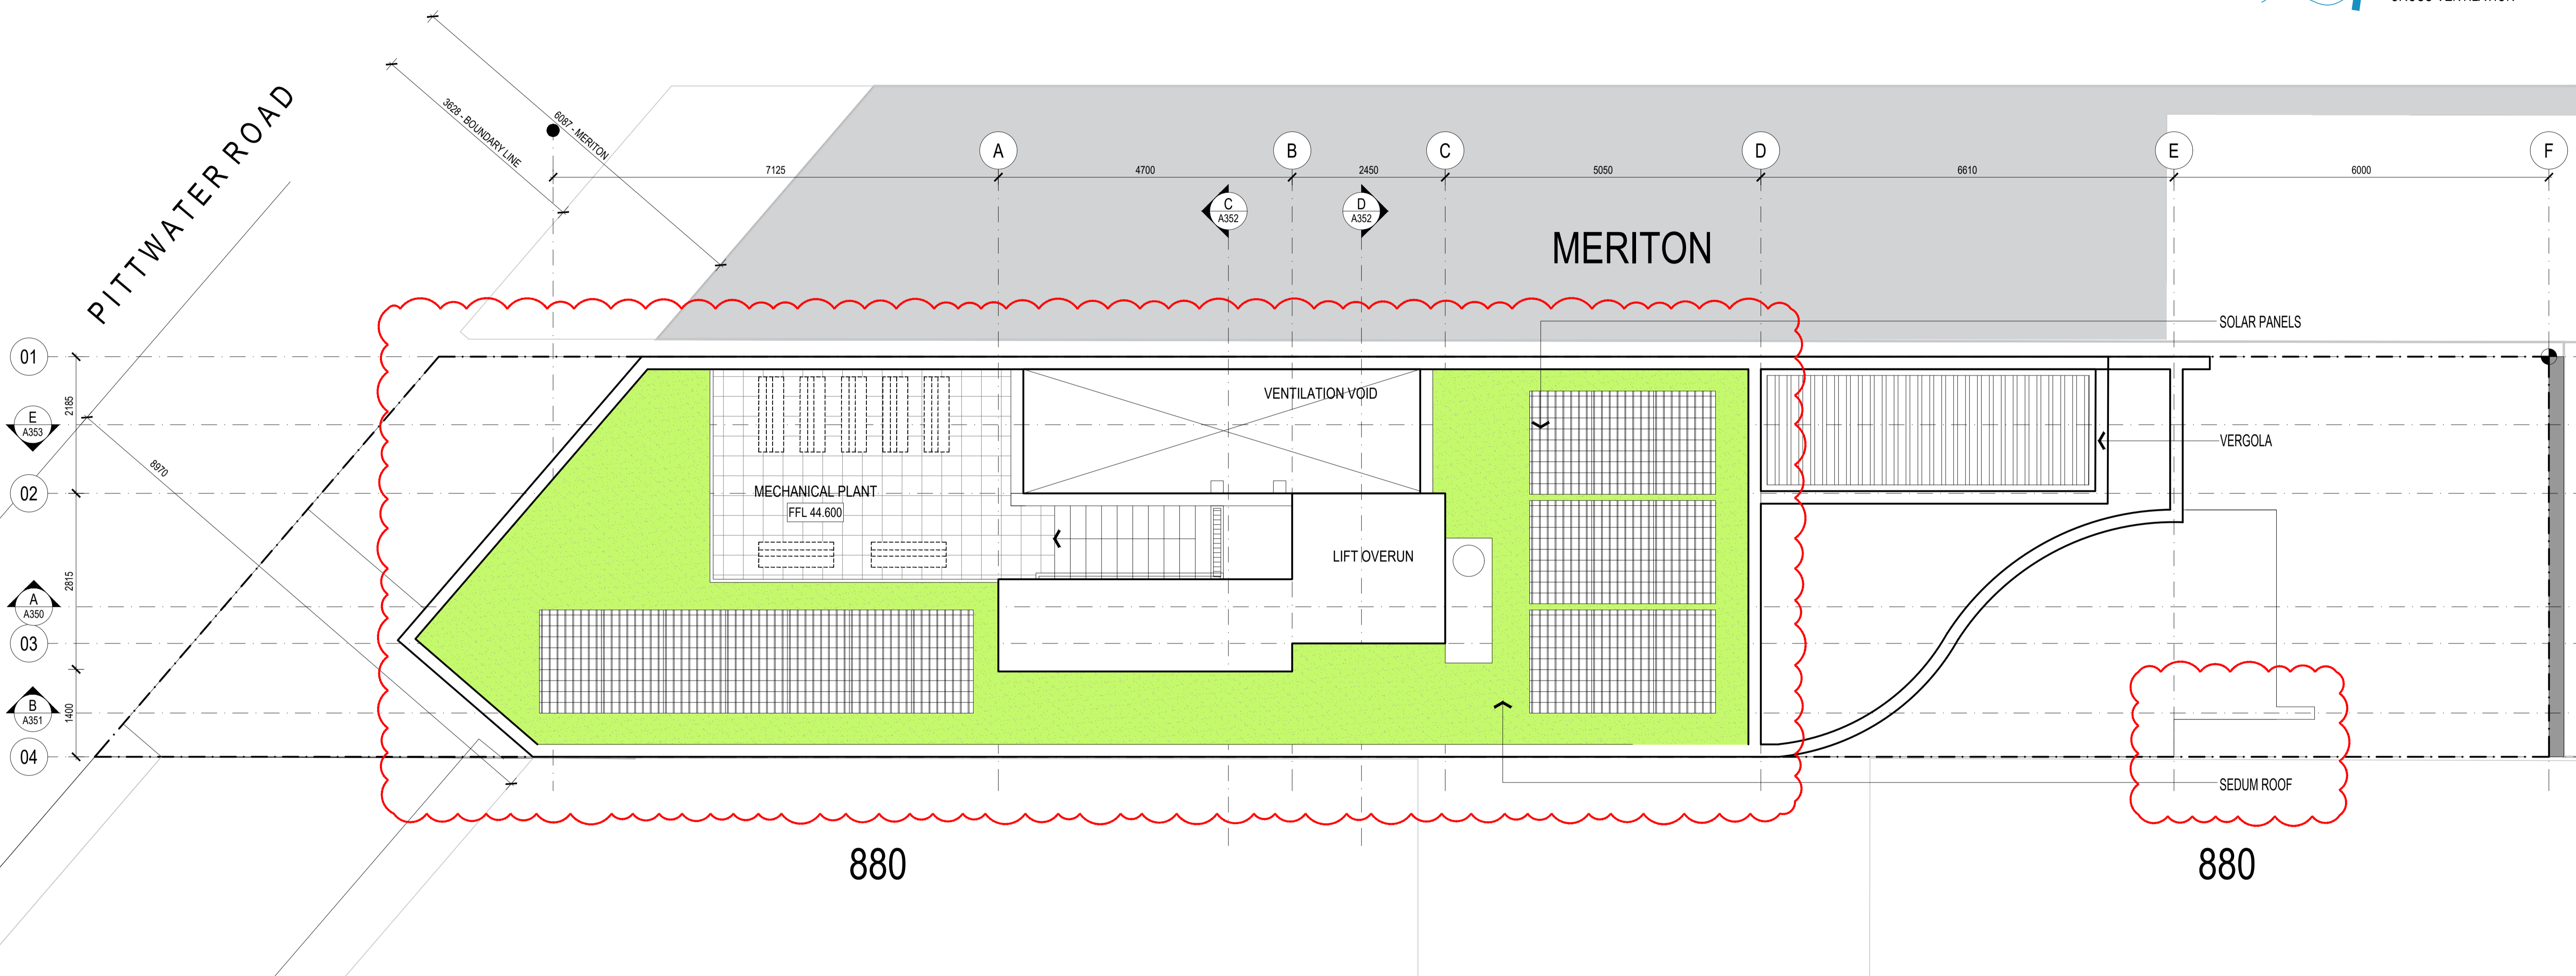 PITTWATER ROAD
3628 - BOUNDARY LINE
6087 - MERITON
A
B
C
D
E
F
7125
4700
2450
5050
6610
6000
C
A352
D
A352
MERITON
SOLAR PANELS
01
2185
VENTILATION VOID
E
A353
VERGOLA
8970
02
MECHANICAL PLANT
FFL 44.600
LIFT OVERUN
2815
A
A350
03
B
A351
1400
04
SEDUM ROOF
880
880